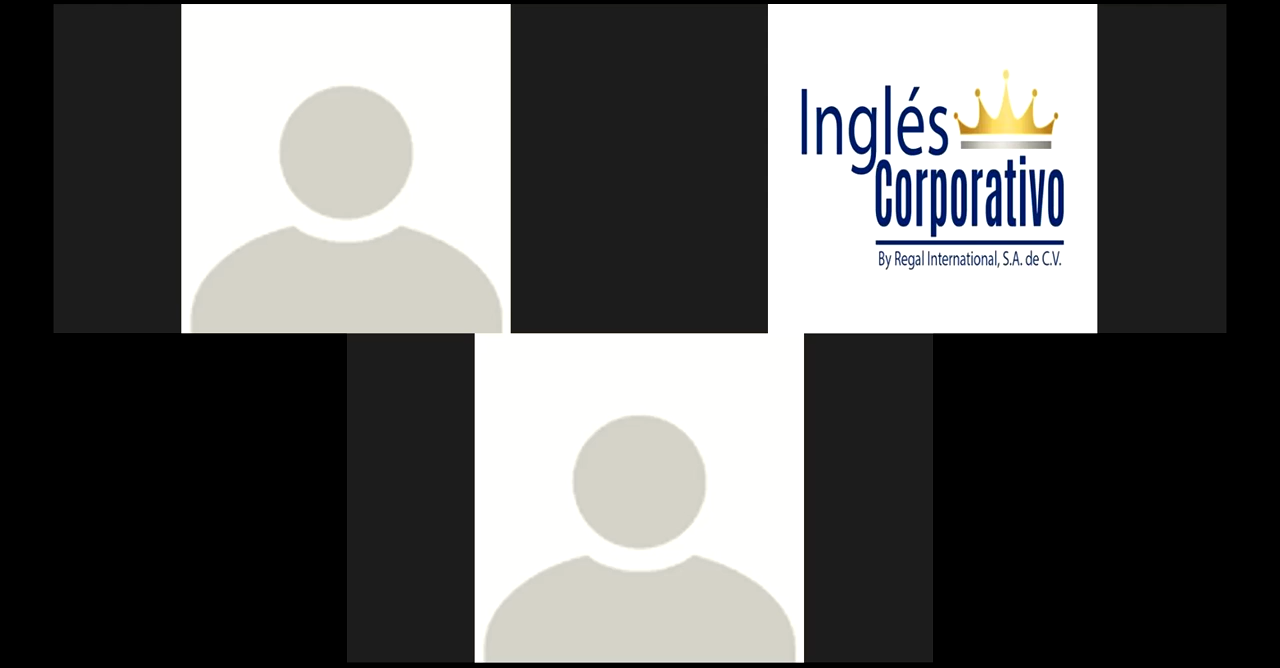 Inglés
Corporativo
By Regal International, S.A. de C.V.